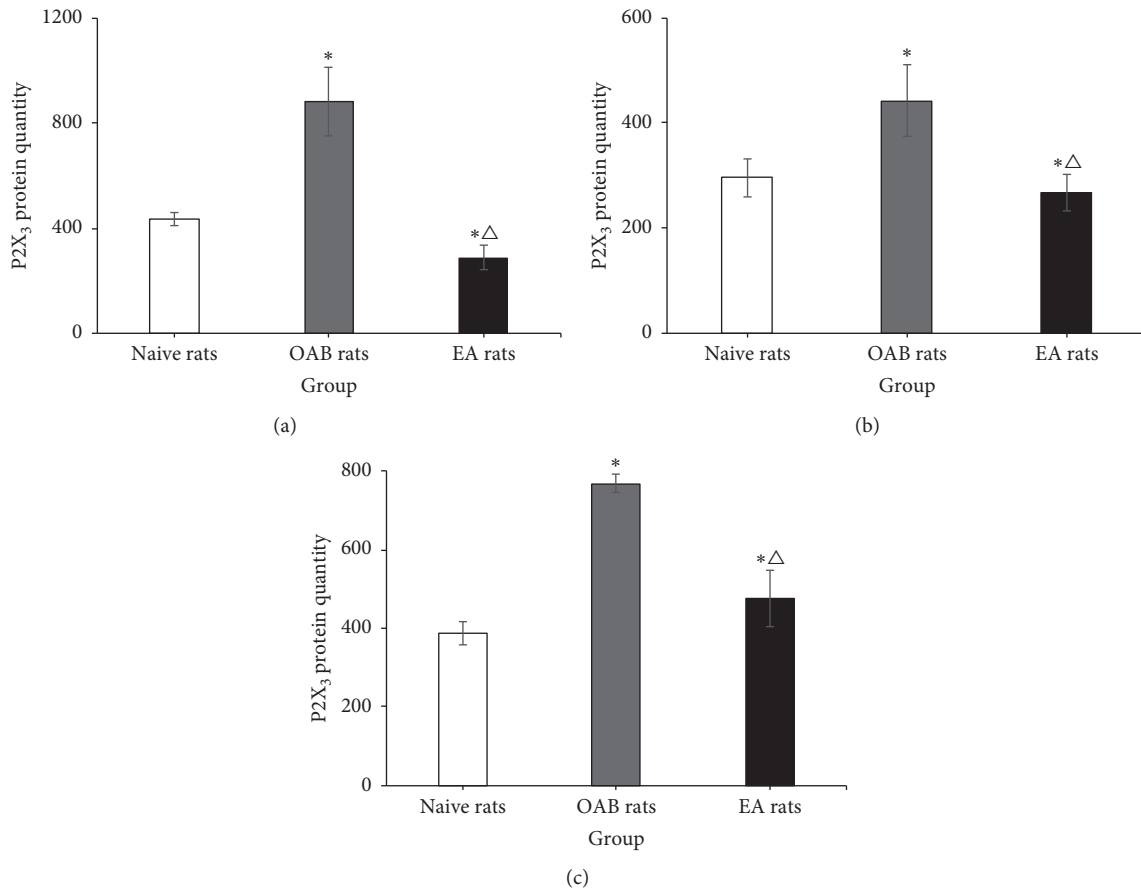 1200
800
400
0
P2X₃ protein quantity
*
*△
Naive rats OAB rats EA rats
Group
(a)
600
400
200
0
P2X₃ protein quantity
*
*△
Naive rats OAB rats EA rats
Group
(b)
800
600
400
200
0
P2X₃ protein quantity
*
*△
Naive rats OAB rats EA rats
Group
(c)